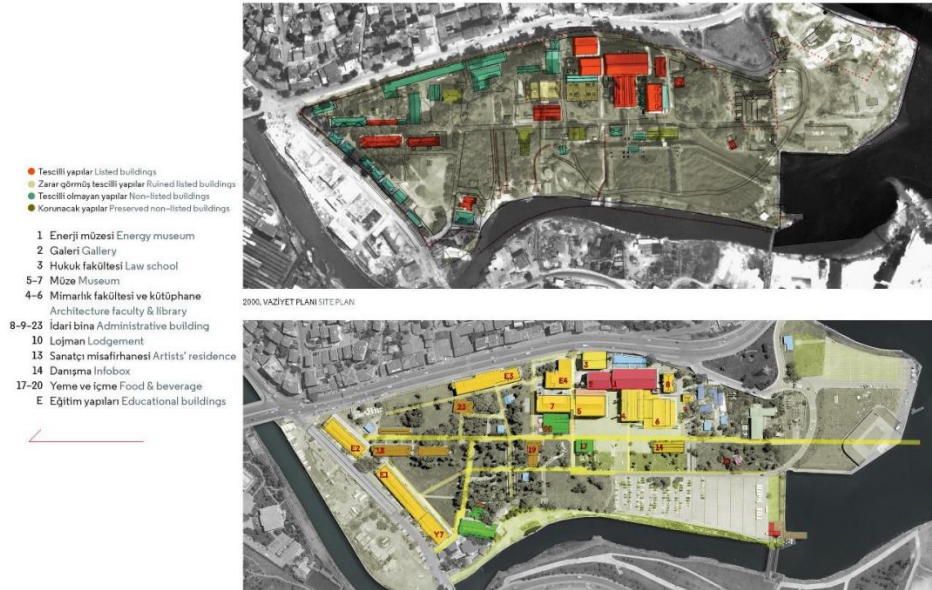 Tescilli yapılar Listed buildings
Zarar görmüş tescilli yapılar Ruined listed buildings
Tescilli olmayan yapılar Non-listed buildings
Korunacak yapılar Preserved non-listed buildings
1 Enerji müzesi Energy museum
2 Galeri Gallery
3 Hukuk fakültesi Law school
5-7 Müze Museum
4-6 Mimarlık fakültesi ve kütüphane
Architecture faculty & library
8-9-23 İdari bina Administrative building
10 Lojman Lodgement
13 Sanatçı misafirhanesi Artists' residence
14 Danışma Infobox
17-20 Yeme ve içme Food & beverage
E Eğitim yapıları Educational buildings
2000, VAZİYET PLANI SITE PLAN
E3
3
E4
1
8
23
7
5
6
E2
17
14
19
E1
Y7